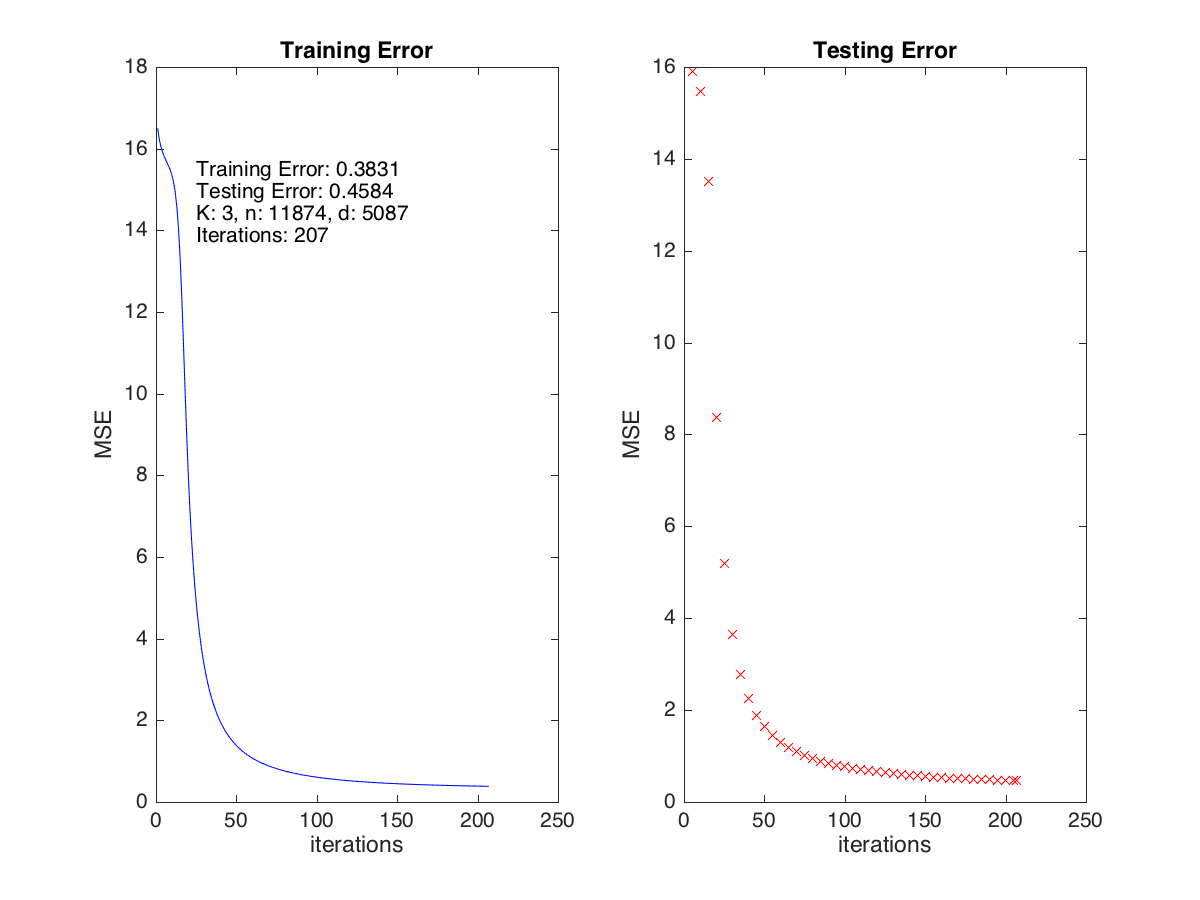 Training Error
18
16
14
12
10
8
6
4
2
0
MSE
Training Error: 0.3831
Testing Error: 0.4584
K: 3, n: 11874, d: 5087
Iterations: 207
0 50 100 150 200 250
iterations
Testing Error
16
14
12
10
8
6
4
2
0
MSE
0 50 100 150 200 250
iterations